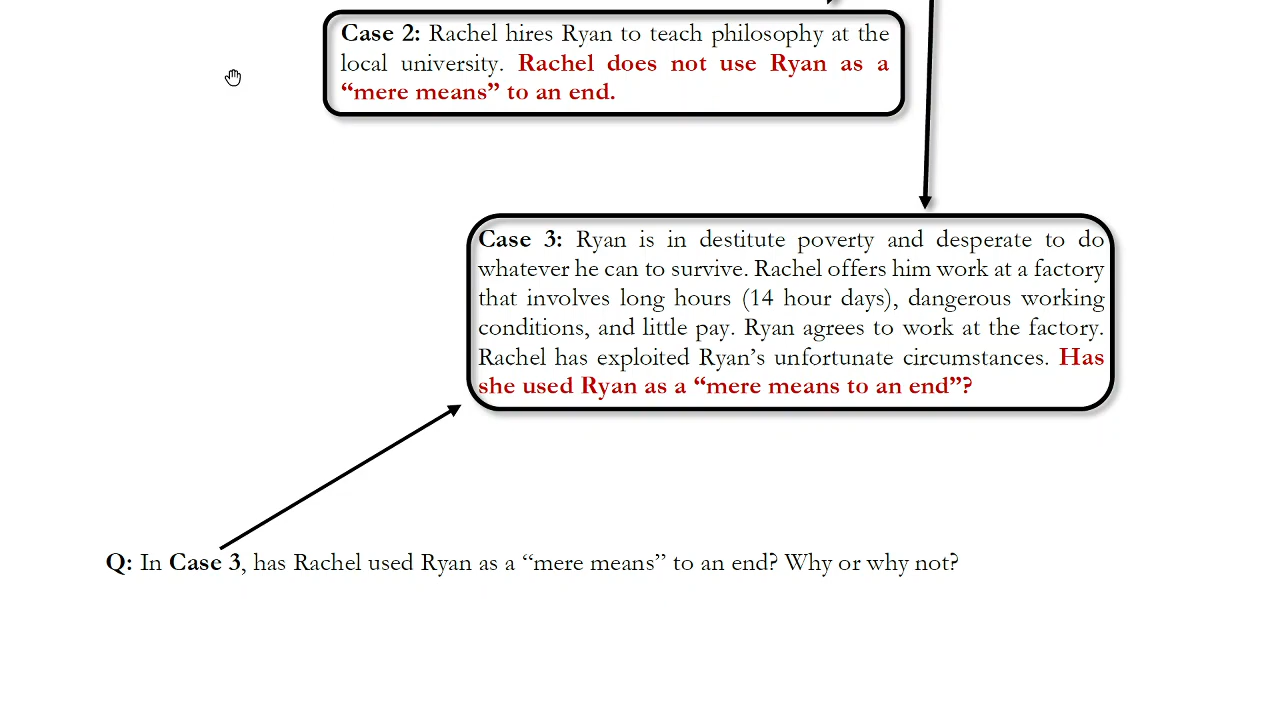 Case 2: Rachel hires Ryan to teach philosophy at the
local university. Rachel does not use Ryan as a
“mere means” to an end.
Case 3: Ryan is in destitute poverty and desperate to do
whatever he can to survive. Rachel offers him work at a factory
that involves long hours (14 hour days), dangerous working
conditions, and little pay. Ryan agrees to work at the factory.
Rachel has exploited Ryan’s unfortunate circumstances. Has
she used Ryan as a “mere means to an end”?
Q: In Case 3, has Rachel used Ryan as a “mere means” to an end? Why or why not?